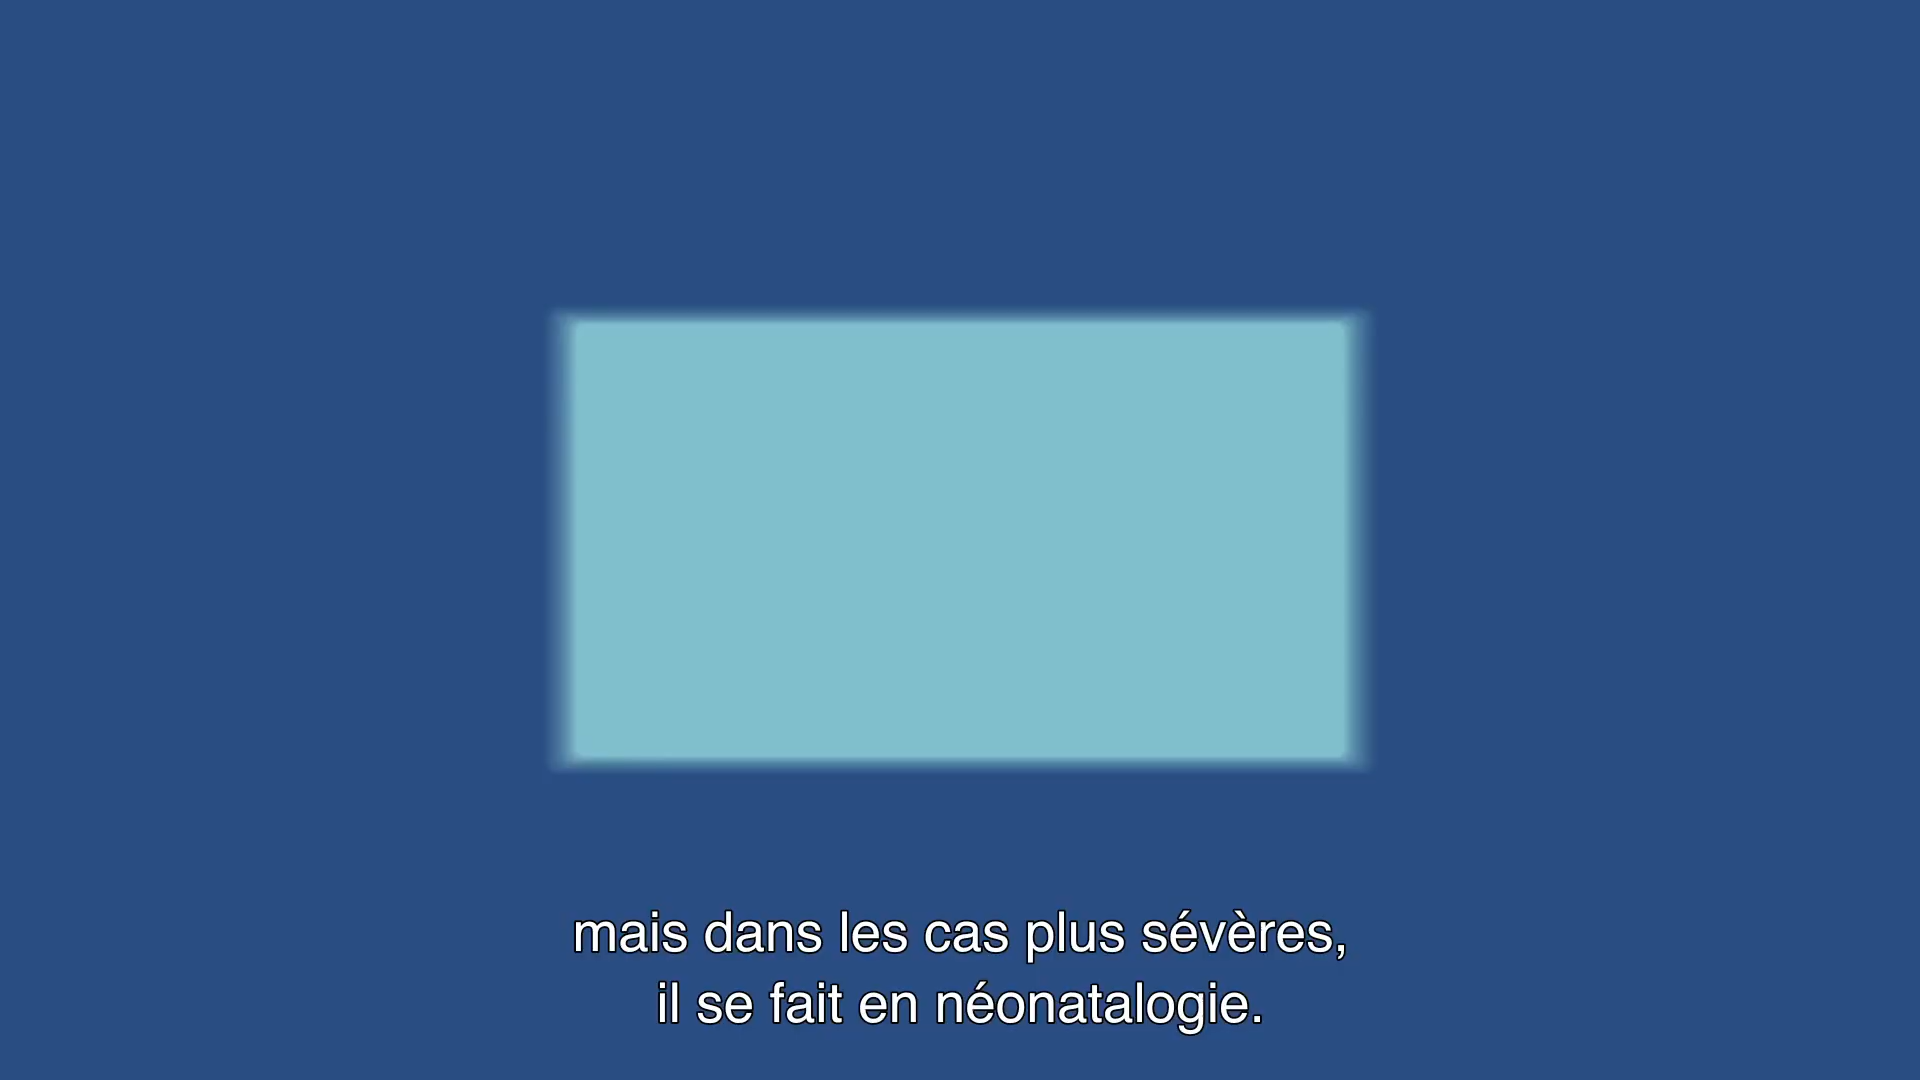 mais dans les cas plus sévères,
il se fait en néonatalogie.